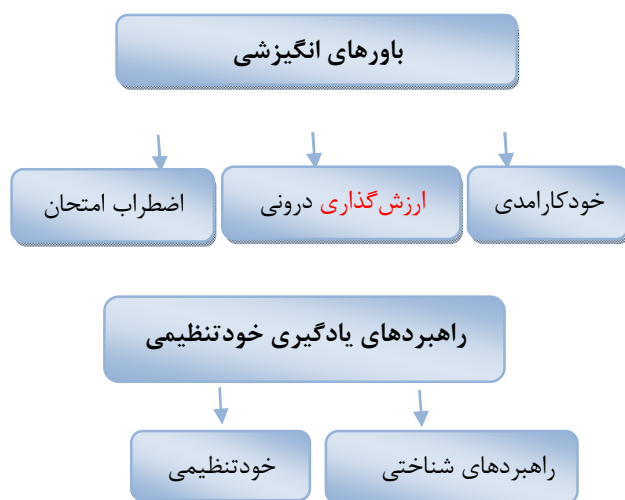 باورهای انگیزشی
خودکارامدی
ارزش‌گذاری درونی
اضطراب امتحان
راهبردهای یادگیری خودتنظیمی
راهبردهای شناختی
خودتنظیمی